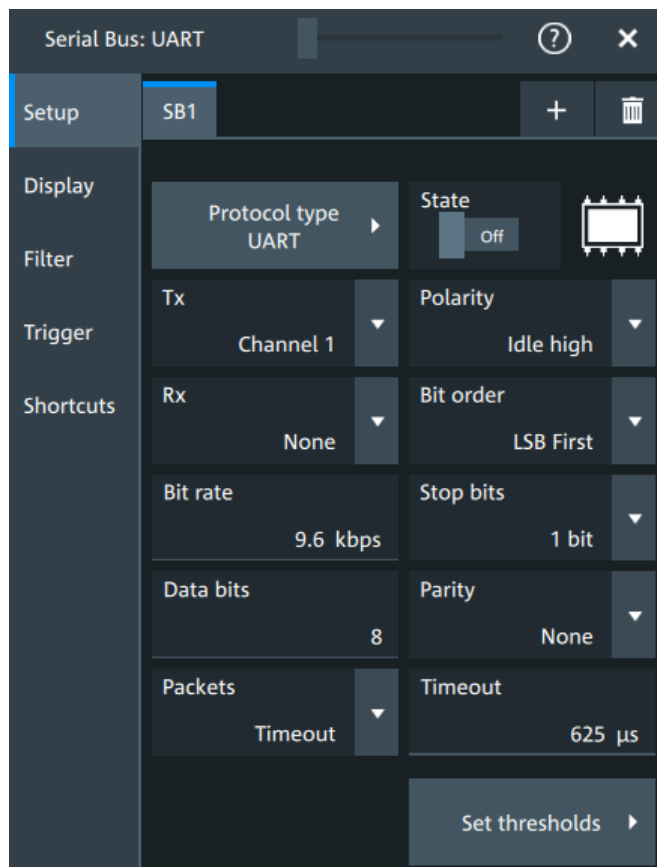 Serial Bus: UART
?
Setup
SB1
+
Display
Protocol type
UART
State
Off
Filter
Tx
Channel 1
Polarity
Idle high
Trigger
Rx
None
Bit order
LSB First
Shortcuts
Bit rate
9.6 kbps
Stop bits
1 bit
Data bits
8
Parity
None
Packets
Timeout
Timeout
625 µs
Set thresholds